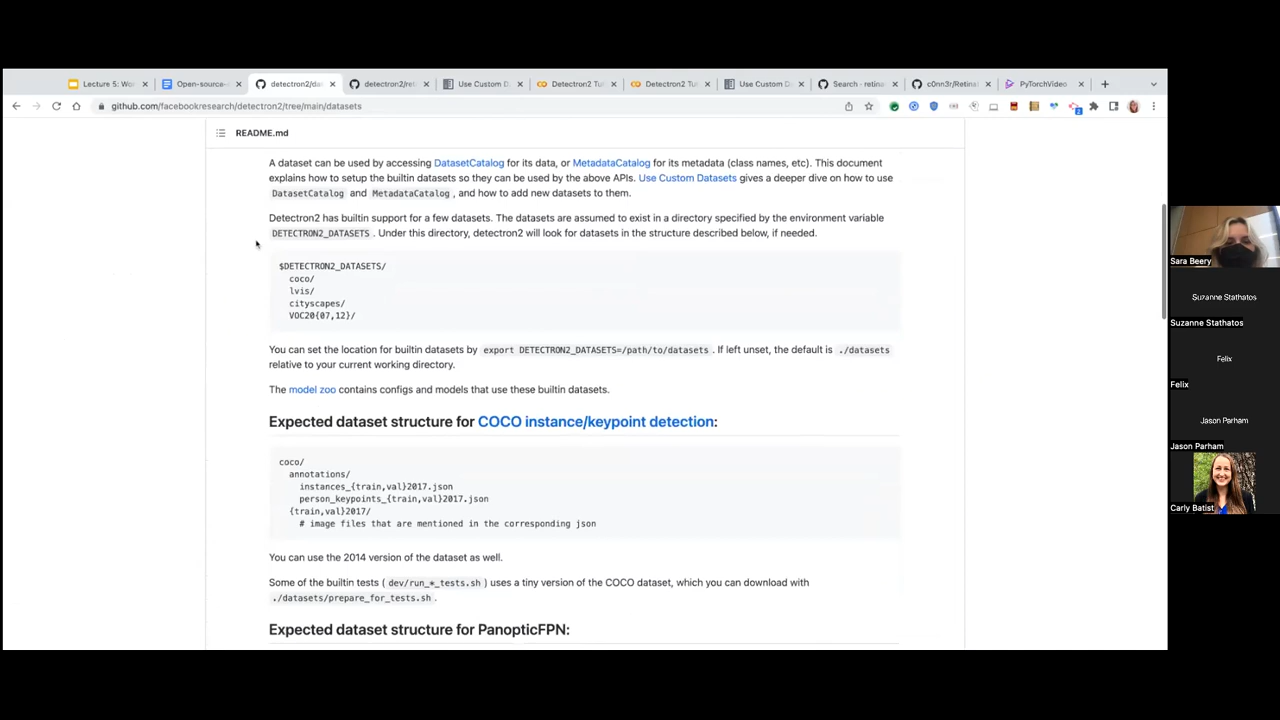 Lecture 5: Wo
Open-source-
detectron2/da
detectron2/re
Use Custom D
Detectron2 Tu
Detectron2 Tu
Use Custom D
Search · retina
c0nn3r/Retina
PyTorchVideo
github.com/facebookresearch/detectron2/tree/main/datasets
README.md
A dataset can be used by accessing DatasetCatalog for its data, or MetadataCatalog for its metadata (class names, etc). This document
explains how to setup the builtin datasets so they can be used by the above APIs. Use Custom Datasets gives a deeper dive on how to use
DatasetCatalog and MetadataCatalog , and how to add new datasets to them.
Detectron2 has builtin support for a few datasets. The datasets are assumed to exist in a directory specified by the environment variable
DETECTRON2_DATASETS . Under this directory, detectron2 will look for datasets in the structure described below, if needed.
$DETECTRON2_DATASETS/
coco/
lvis/
cityscapes/
VOC20{07,12}/
You can set the location for builtin datasets by export DETECTRON2_DATASETS=/path/to/datasets . If left unset, the default is ./datasets
relative to your current working directory.
The model zoo contains configs and models that use these builtin datasets.
Expected dataset structure for COCO instance/keypoint detection:
coco/
annotations/
instances_{train,val}2017.json
person_keypoints_{train,val}2017.json
{train,val}2017/
# image files that are mentioned in the corresponding json
You can use the 2014 version of the dataset as well.
Some of the builtin tests ( dev/run_*_tests.sh ) uses a tiny version of the COCO dataset, which you can download with
./datasets/prepare_for_tests.sh .
Expected dataset structure for PanopticFPN:
Sara Beery
Suzanne Stathatos
Suzanne Stathatos
Felix
Felix
Jason Parham
Jason Parham
Carly Batist